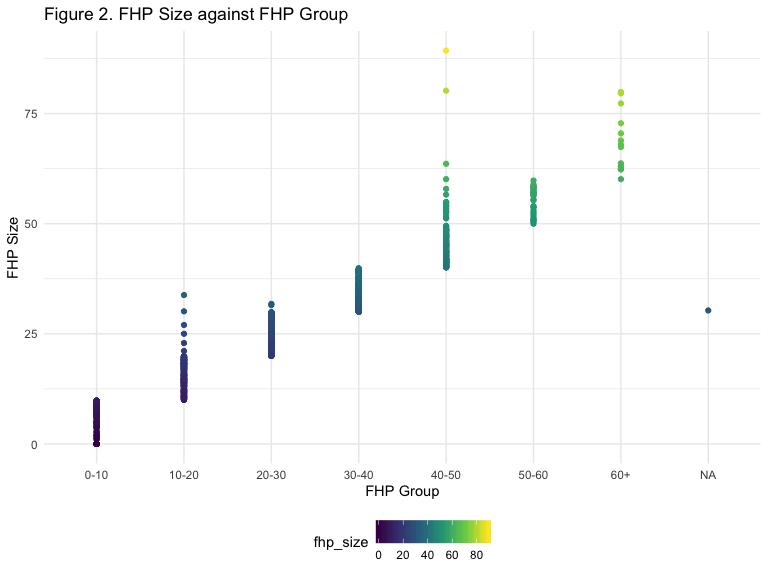 Figure 2. FHP Size against FHP Group
FHP Size
75
50
25
0
0-10 10-20 20-30 30-40 40-50 50-60 60+ NA
FHP Group
fhp_size
0 20 40 60 80